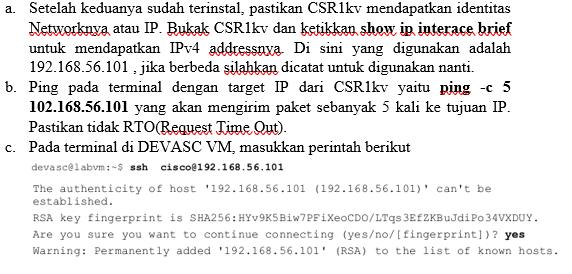 a. Setelah keduanya sudah terinstal, pastikan CSR1kv mendapatkan identitas
Networknya atau IP. Bukak CSR1kv dan ketikkan show ip interace brief
untuk mendapatkan IPv4 addressnya. Di sini yang digunakan adalah
192.168.56.101 , jika berbeda silahkan dicatat untuk digunakan nanti.
b. Ping pada terminal dengan target IP dari CSR1kv yaitu ping -c 5
102.168.56.101 yang akan mengirim paket sebanyak 5 kali ke tujuan IP.
Pastikan tidak RTO(Request Time Out).
c. Pada terminal di DEVASC VM, masukkan perintah berikut
devasc@labvm:~$ ssh cisco@192.168.56.101
The authenticity of host '192.168.56.101 (192.168.56.101)' can't be
established.
RSA key fingerprint is SHA256:HYv9K5Biw7PFiXeoCDO/LTqs3EfZKBuJdiPo34VXDUY.
Are you sure you want to continue connecting (yes/no/[fingerprint])? yes
Warning: Permanently added '192.168.56.101' (RSA) to the list of known hosts.